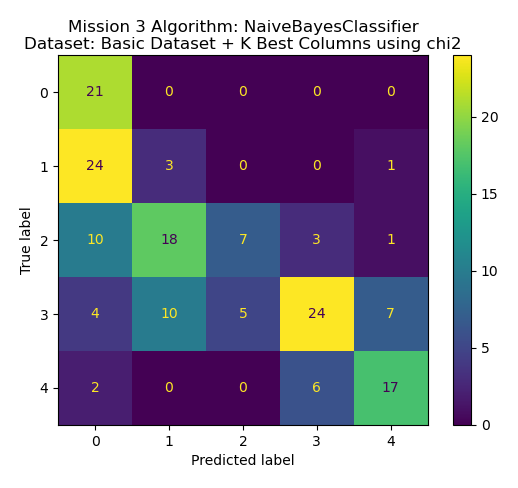 Mission 3 Algorithm: NaiveBayesClassifier
Dataset: Basic Dataset + K Best Columns using chi2
True label
0 21 0 0 0 0
1 24 3 0 0 1
2 10 18 7 3 1
3 4 10 5 24 7
4 2 0 0 6 17
0 1 2 3 4
Predicted label
20
15
10
5
0